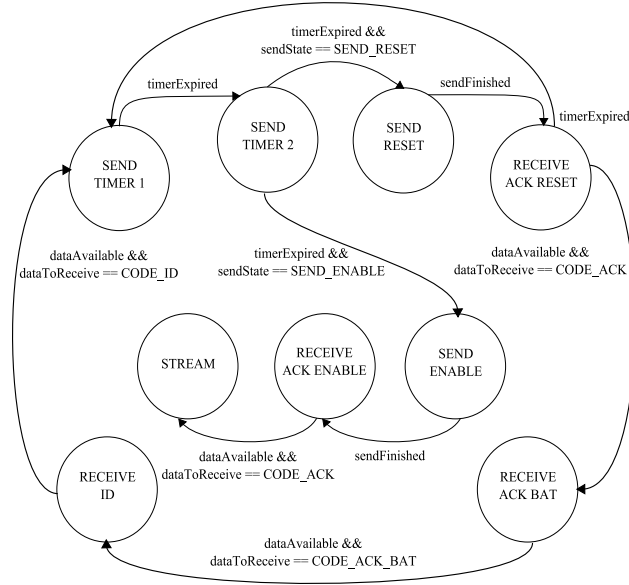 timerExpired &&
sendState == SEND_RESET
timerExpired
sendFinished
timerExpired
SEND
TIMER 1
SEND
TIMER 2
SEND
RESET
RECEIVE
ACK RESET
dataAvailable &&
dataToReceive == CODE_ID
timerExpired &&
sendState == SEND_ENABLE
dataAvailable &&
dataToReceive == CODE_ACK
STREAM
RECEIVE
ACK ENABLE
SEND
ENABLE
dataAvailable &&
dataToReceive == CODE_ACK
sendFinished
RECEIVE
ID
RECEIVE
ACK BAT
dataAvailable &&
dataToReceive == CODE_ACK_BAT